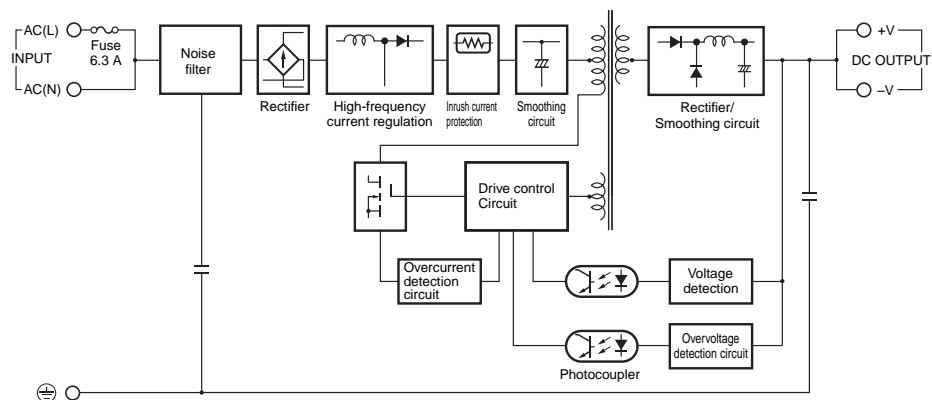 AC(L)
INPUT
AC(N)
Fuse
6.3 A
Noise
filter
Rectifier
High-frequency
current regulation
Inrush current
protection
Smoothing
circuit
Rectifier/
Smoothing circuit
+V
DC OUTPUT
–V
Drive control
Circuit
Overcurrent
detection
circuit
Voltage
detection
Overvoltage
detection circuit
Photocoupler